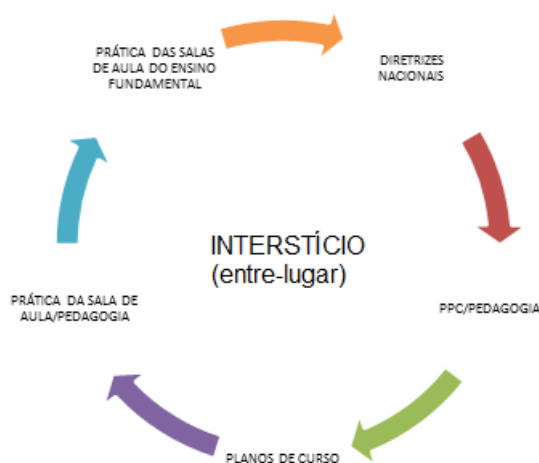 PRÁTICA DAS SALAS
DE AULA DO ENSINO
FUNDAMENTAL
DIRETRIZES
NACIONAIS
INTERSTÍCIO
(entre-lugar)
PRÁTICA DA SALA DE
AULA/PEDAGOGIA
PPC/PEDAGOGIA
PLANOS DE CURSO